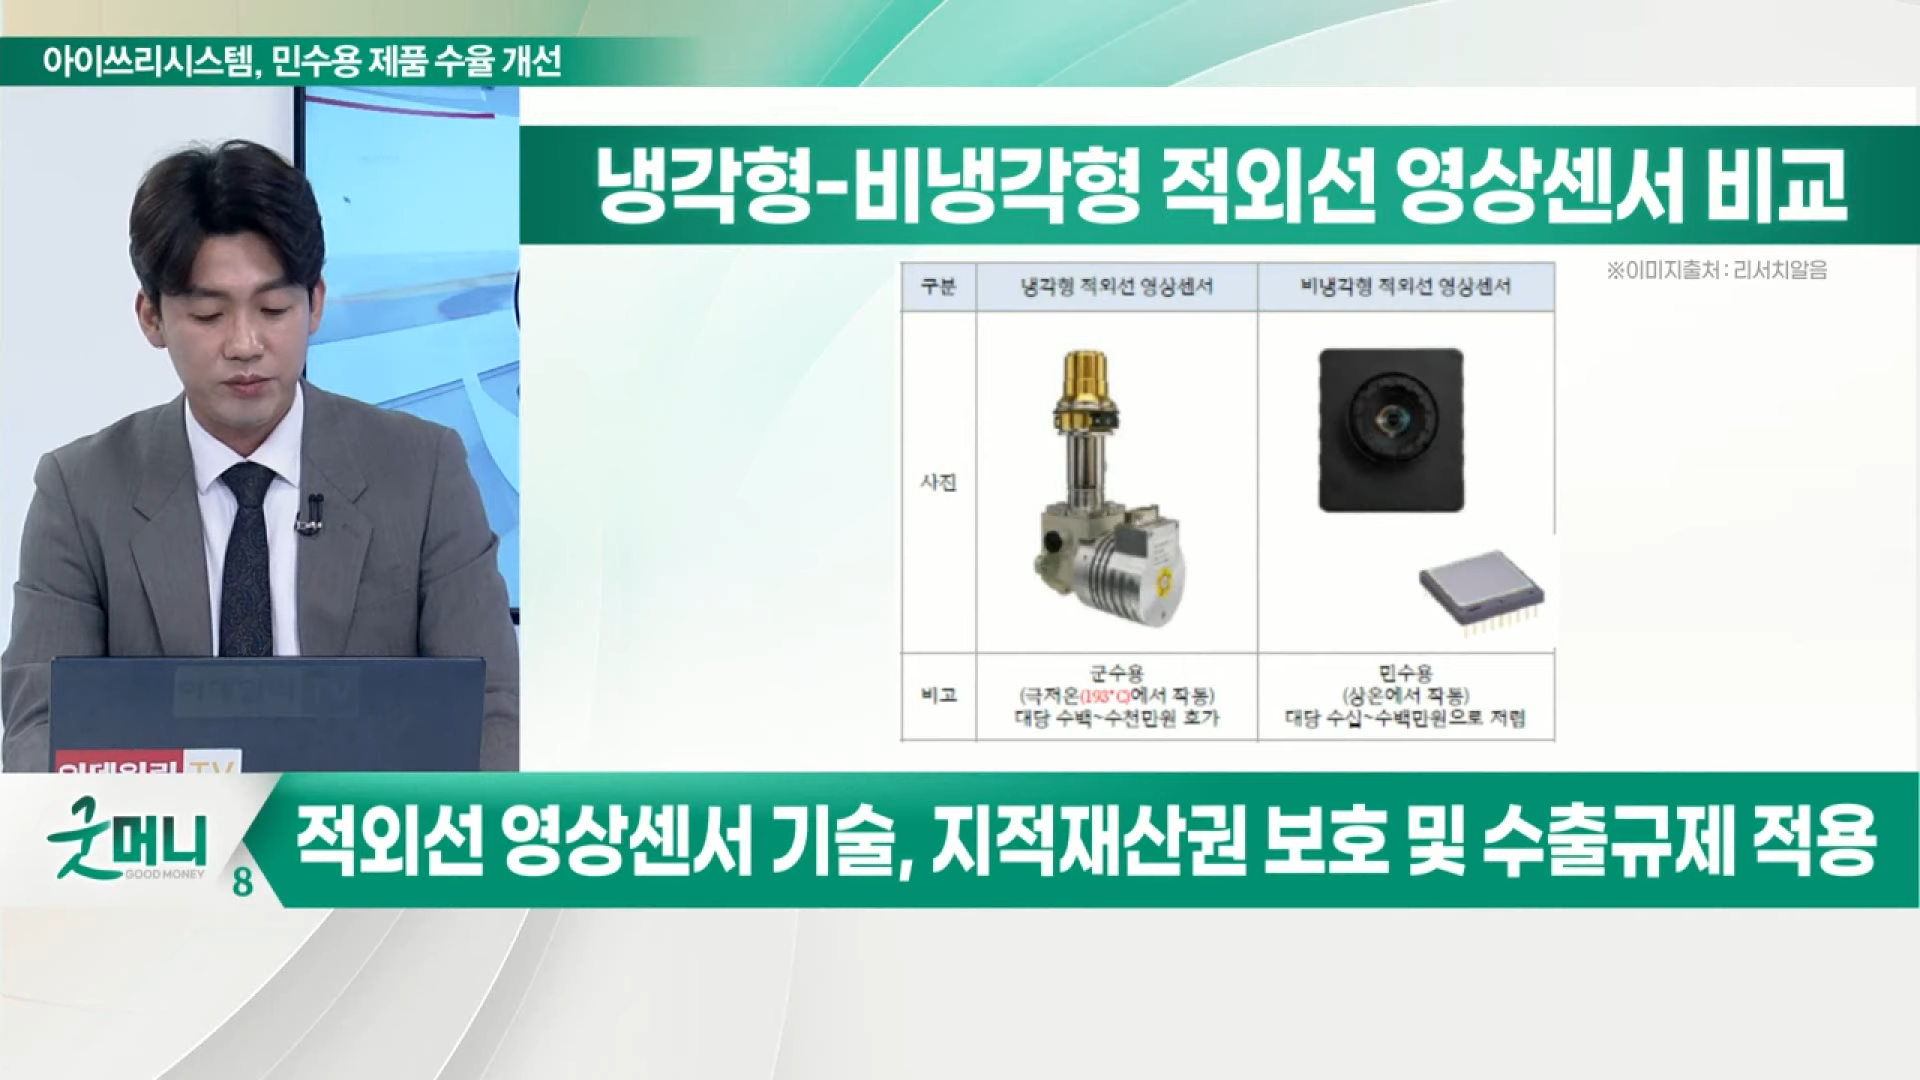 아이쓰리시스템, 민수용 제품 수율 개선
냉각형-비냉각형 적외선 영상센서 비교
※이미지출처 : 리서치알음
구분 냉각형 적외선 영상센서 비냉각형 적외선 영상센서
사진
비고
군수용
(극저온(193°C)에서 작동)
대당 수백~수천만원 호가
민수용
(상온에서 작동)
대당 수십~수백만원으로 저렴
이데일리 TV
굿머니
GOOD MONEY
8
적외선 영상센서 기술, 지적재산권 보호 및 수출규제 적용